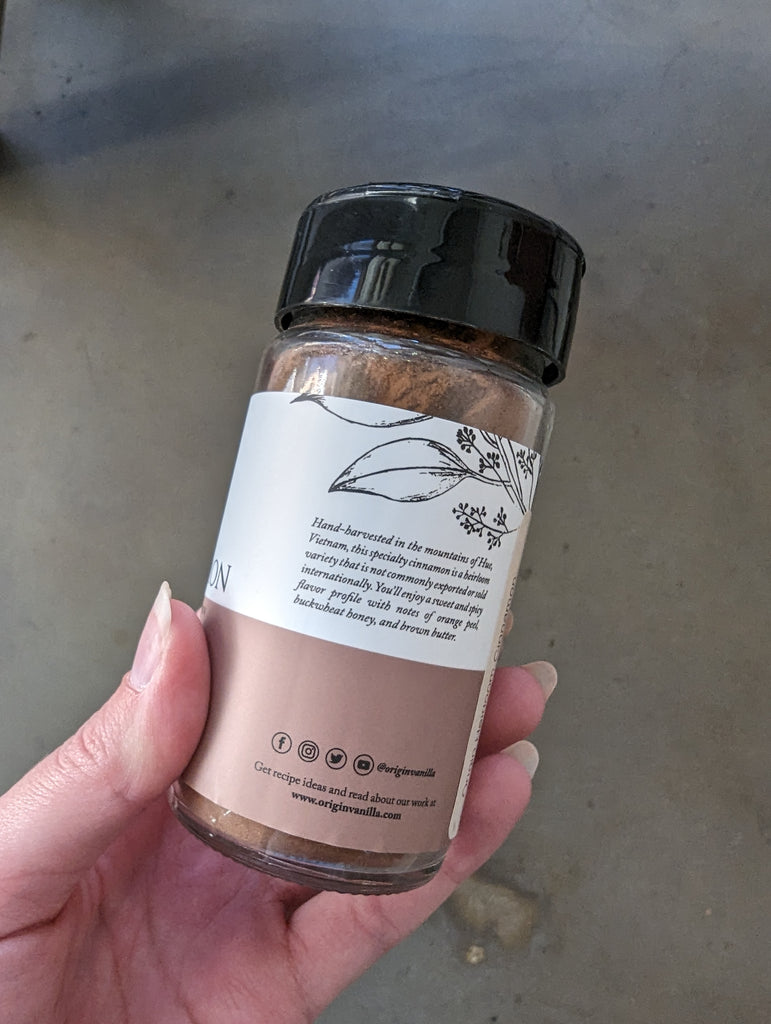 ON
Hand-harvested in the mountains of Hue,
Vietnam, this specialty cinnamon is a heirloom
variety that is not commonly exported or sold
internationally. You'll enjoy a sweet and spicy
flavor profile with notes of orange peel,
buckwheat honey, and brown butter.
@originvanilla
Get recipe ideas and read about our work at
www.originvanilla.com
Cinnamon